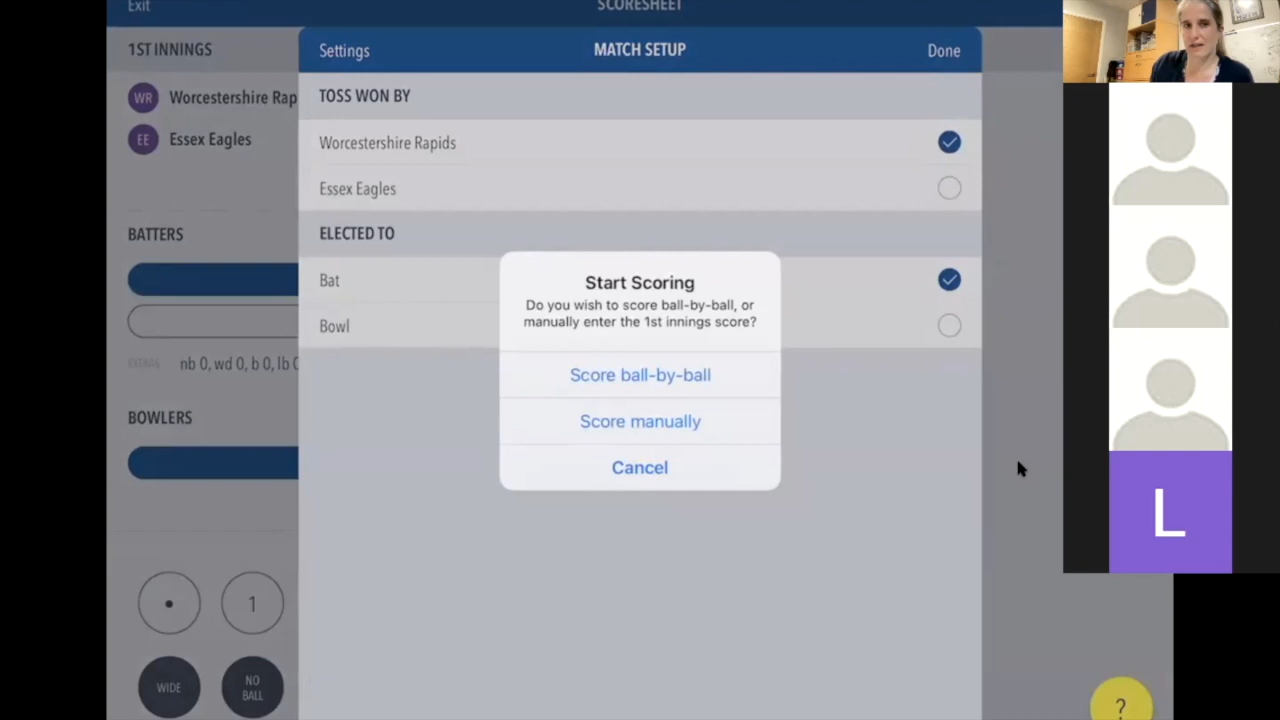 Exit
SCORESHEET
1ST INNINGS
Settings
MATCH SETUP
Done
WR
Worcestershire Rap
EE
Essex Eagles
TOSS WON BY
Worcestershire Rapids
Essex Eagles
ELECTED TO
BATTERS
Bat
Bowl
Start Scoring
Do you wish to score ball-by-ball, or
manually enter the 1st innings score?
Score ball-by-ball
Score manually
Cancel
EXTRAS nb 0, wd 0, b 0, lb 0
BOWLERS
1
WIDE
NO
BALL
L
?